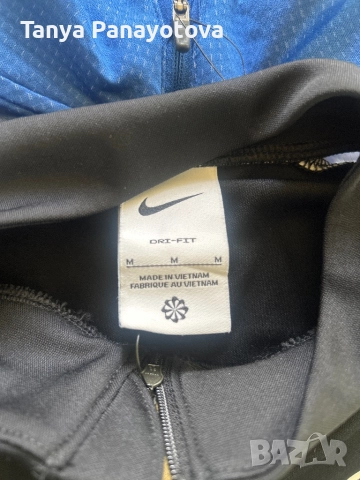 Tanya Panayotova
DRI-FIT
M M M
MADE IN VIETNAM
FABRIQUE AU VIETNAM
BAZAR